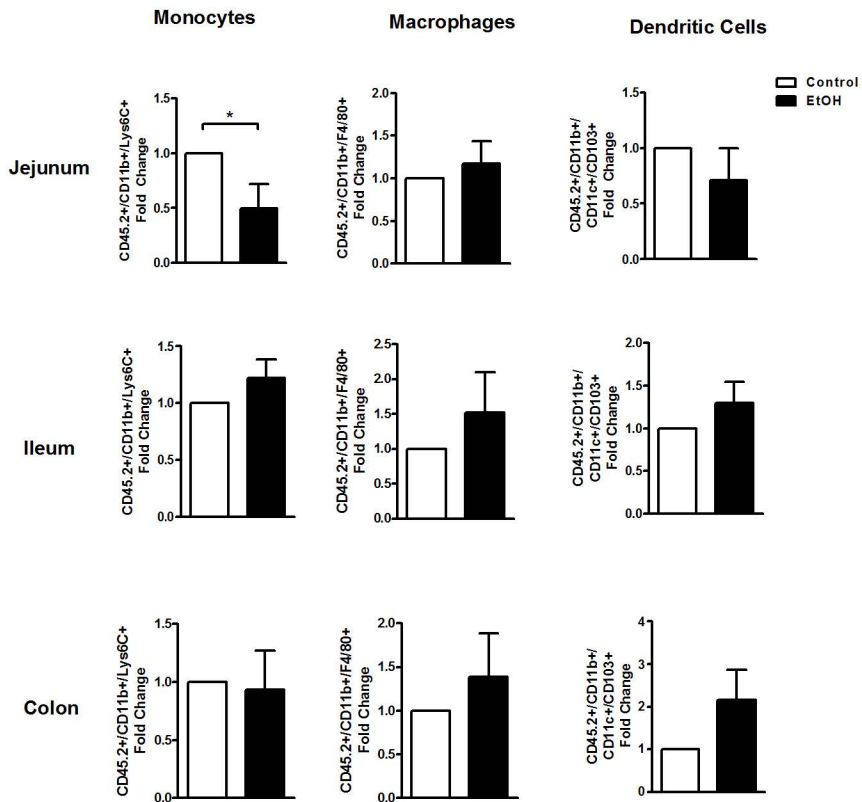 Monocytes
Macrophages
Dendritic Cells
Control
EtOH
Jejunum
CD45.2+/CD11b+/Lys6C+
Fold Change
1.5
1.0
0.5
0.0
*
CD45.2+/CD11b+/F4/80+
Fold Change
2.0
1.5
1.0
0.5
0.0
CD45.2+/CD11b+/
CD11c+/CD103+
Fold Change
1.5
1.0
0.5
0.0
Ileum
CD45.2+/CD11b+/Lys6C+
Fold Change
1.5
1.0
0.5
0.0
CD45.2+/CD11b+/F4/80+
Fold Change
2.5
2.0
1.5
1.0
0.5
0.0
CD45.2+/CD11b+/
CD11c+/CD103+
Fold Change
2.0
1.5
1.0
0.5
0.0
Colon
CD45.2+/CD11b+/Lys6C+
Fold Change
1.5
1.0
0.5
0.0
CD45.2+/CD11b+/F4/80+
Fold Change
2.0
1.5
1.0
0.5
0.0
CD45.2+/CD11b+/
CD11c+/CD103+
Fold Change
4
3
2
1
0